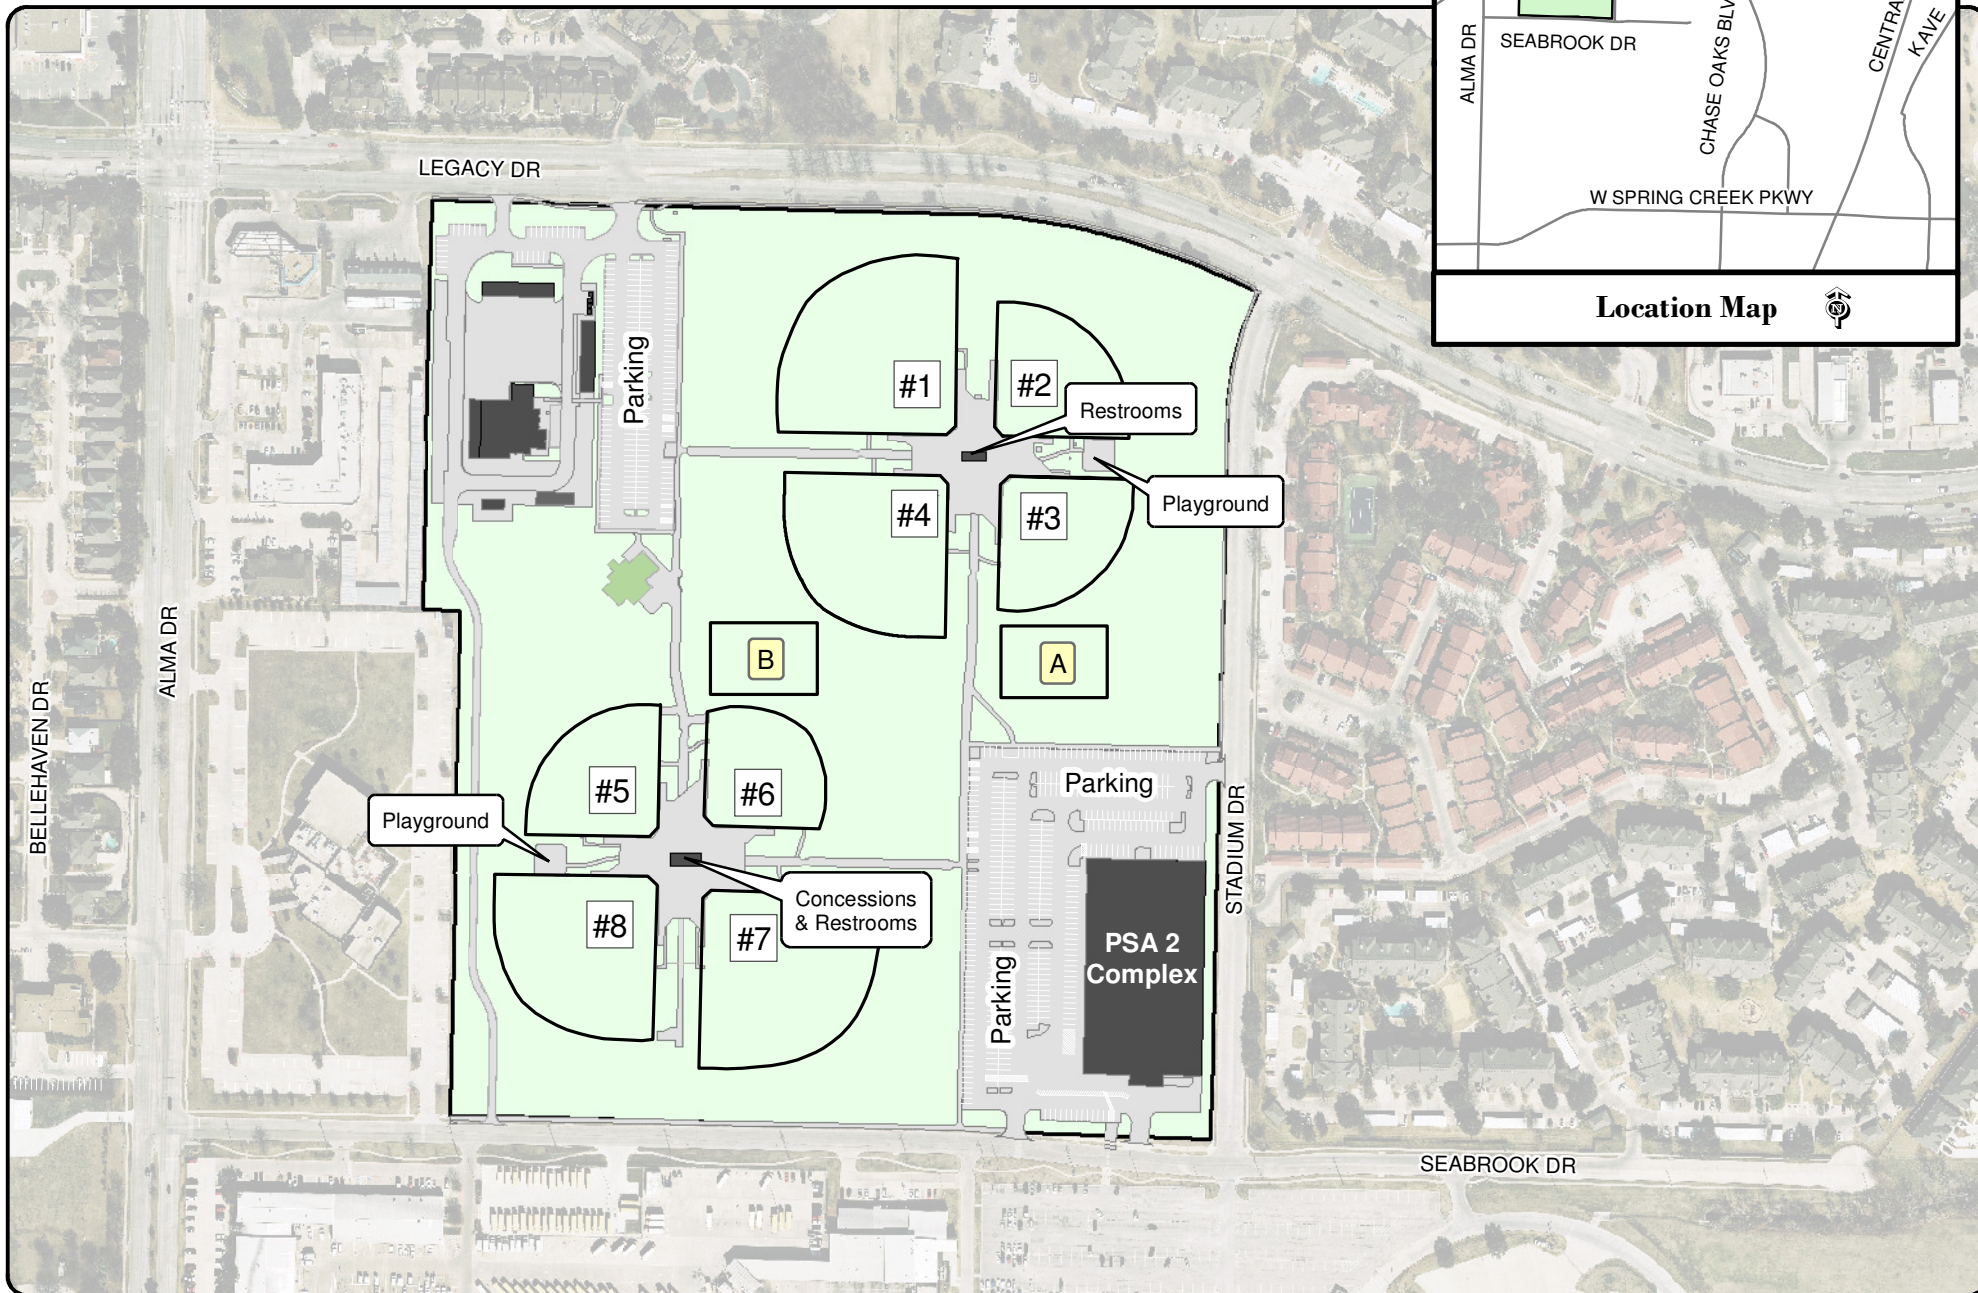 ALMA DR
SEABROOK DR
CHASE OAKS BLV
CENTRA
K AVE
W SPRING CREEK PKWY
Location Map
N
LEGACY DR
Parking
#1
#2
Restrooms
#4
#3
Playground
B
A
ALMA DR
BELLEHAVEN DR
#5
#6
Parking
Playground
STADIUM DR
Concessions
& Restrooms
#8
#7
PSA 2
Complex
Parking
SEABROOK DR